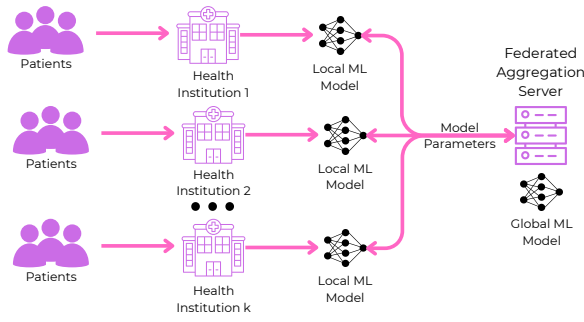 Patients
Health
Institution 1
Local ML
Model
Federated
Aggregation
Server
Patients
Health
Institution 2
Local ML
Model
Model
Parameters
Global ML
Model
Patients
Health
Institution k
Local ML
Model